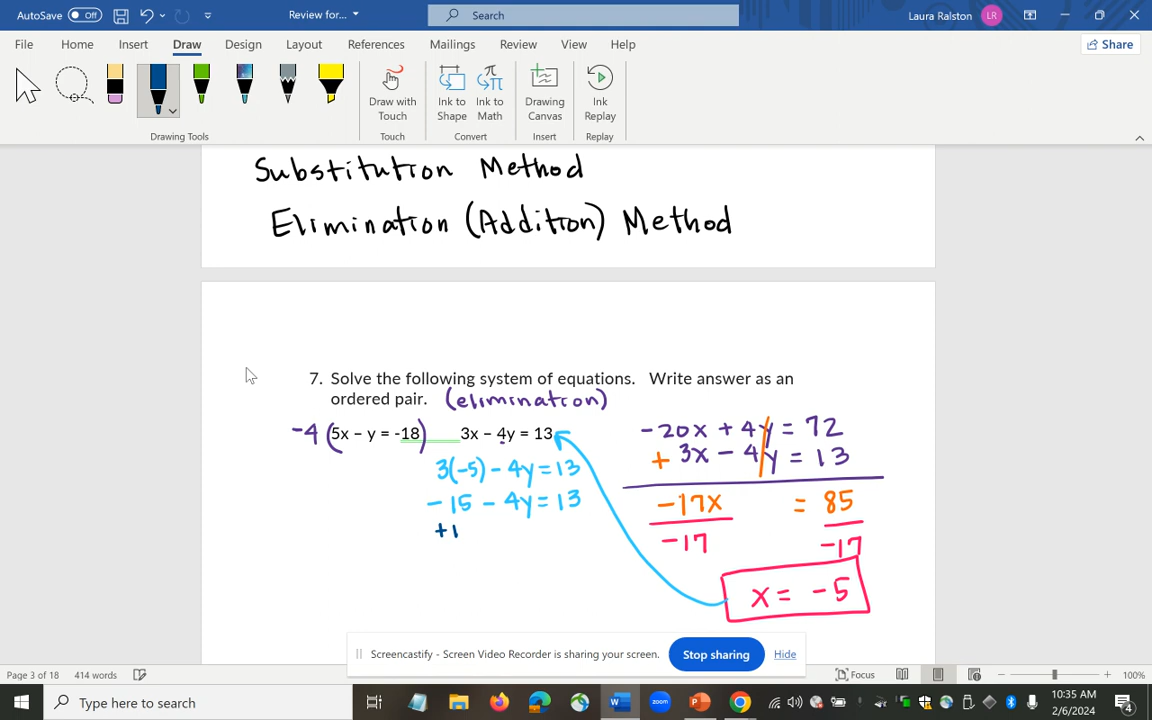 AutoSave Off Review for... Search Laura Ralston LR
File Home Insert Draw Design Layout References Mailings Review View Help Share
Draw with Touch
Ink to Shape
Ink to Math
Drawing Canvas
Ink Replay
Drawing Tools Touch Convert Insert Replay
Substitution Method
Elimination (Addition) Method
7. Solve the following system of equations. Write answer as an
ordered pair. (elimination)
-4(5x – y = -18) 3x – 4y = 13
3(-5) - 4y = 13
-15 - 4y = 13
+1
-20x + 4y = 72
+ 3x - 4y = 13
-17x = 85
-17 -17
x = -5
Screencastify - Screen Video Recorder is sharing your screen. Stop sharing Hide
Page 3 of 18 414 words Focus 100%
Type here to search zoom 10:35 AM
2/6/2024 4